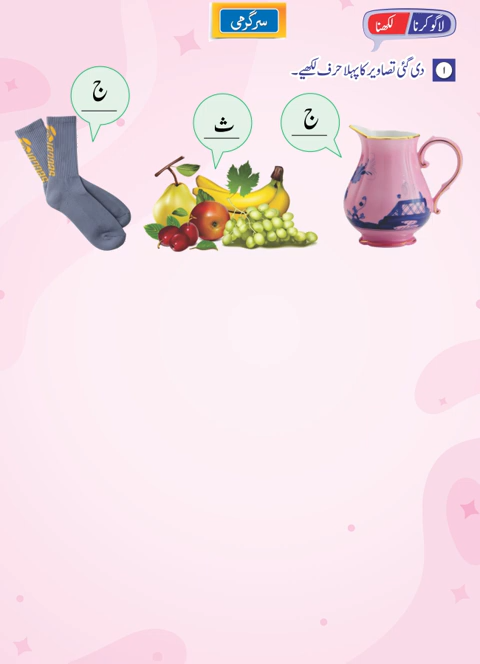 لاگو کرنا لکھنا
سرگرمی
۱ دی گئی تصاویر کا پہلا حرف لکھیے۔
ج
ث
ج